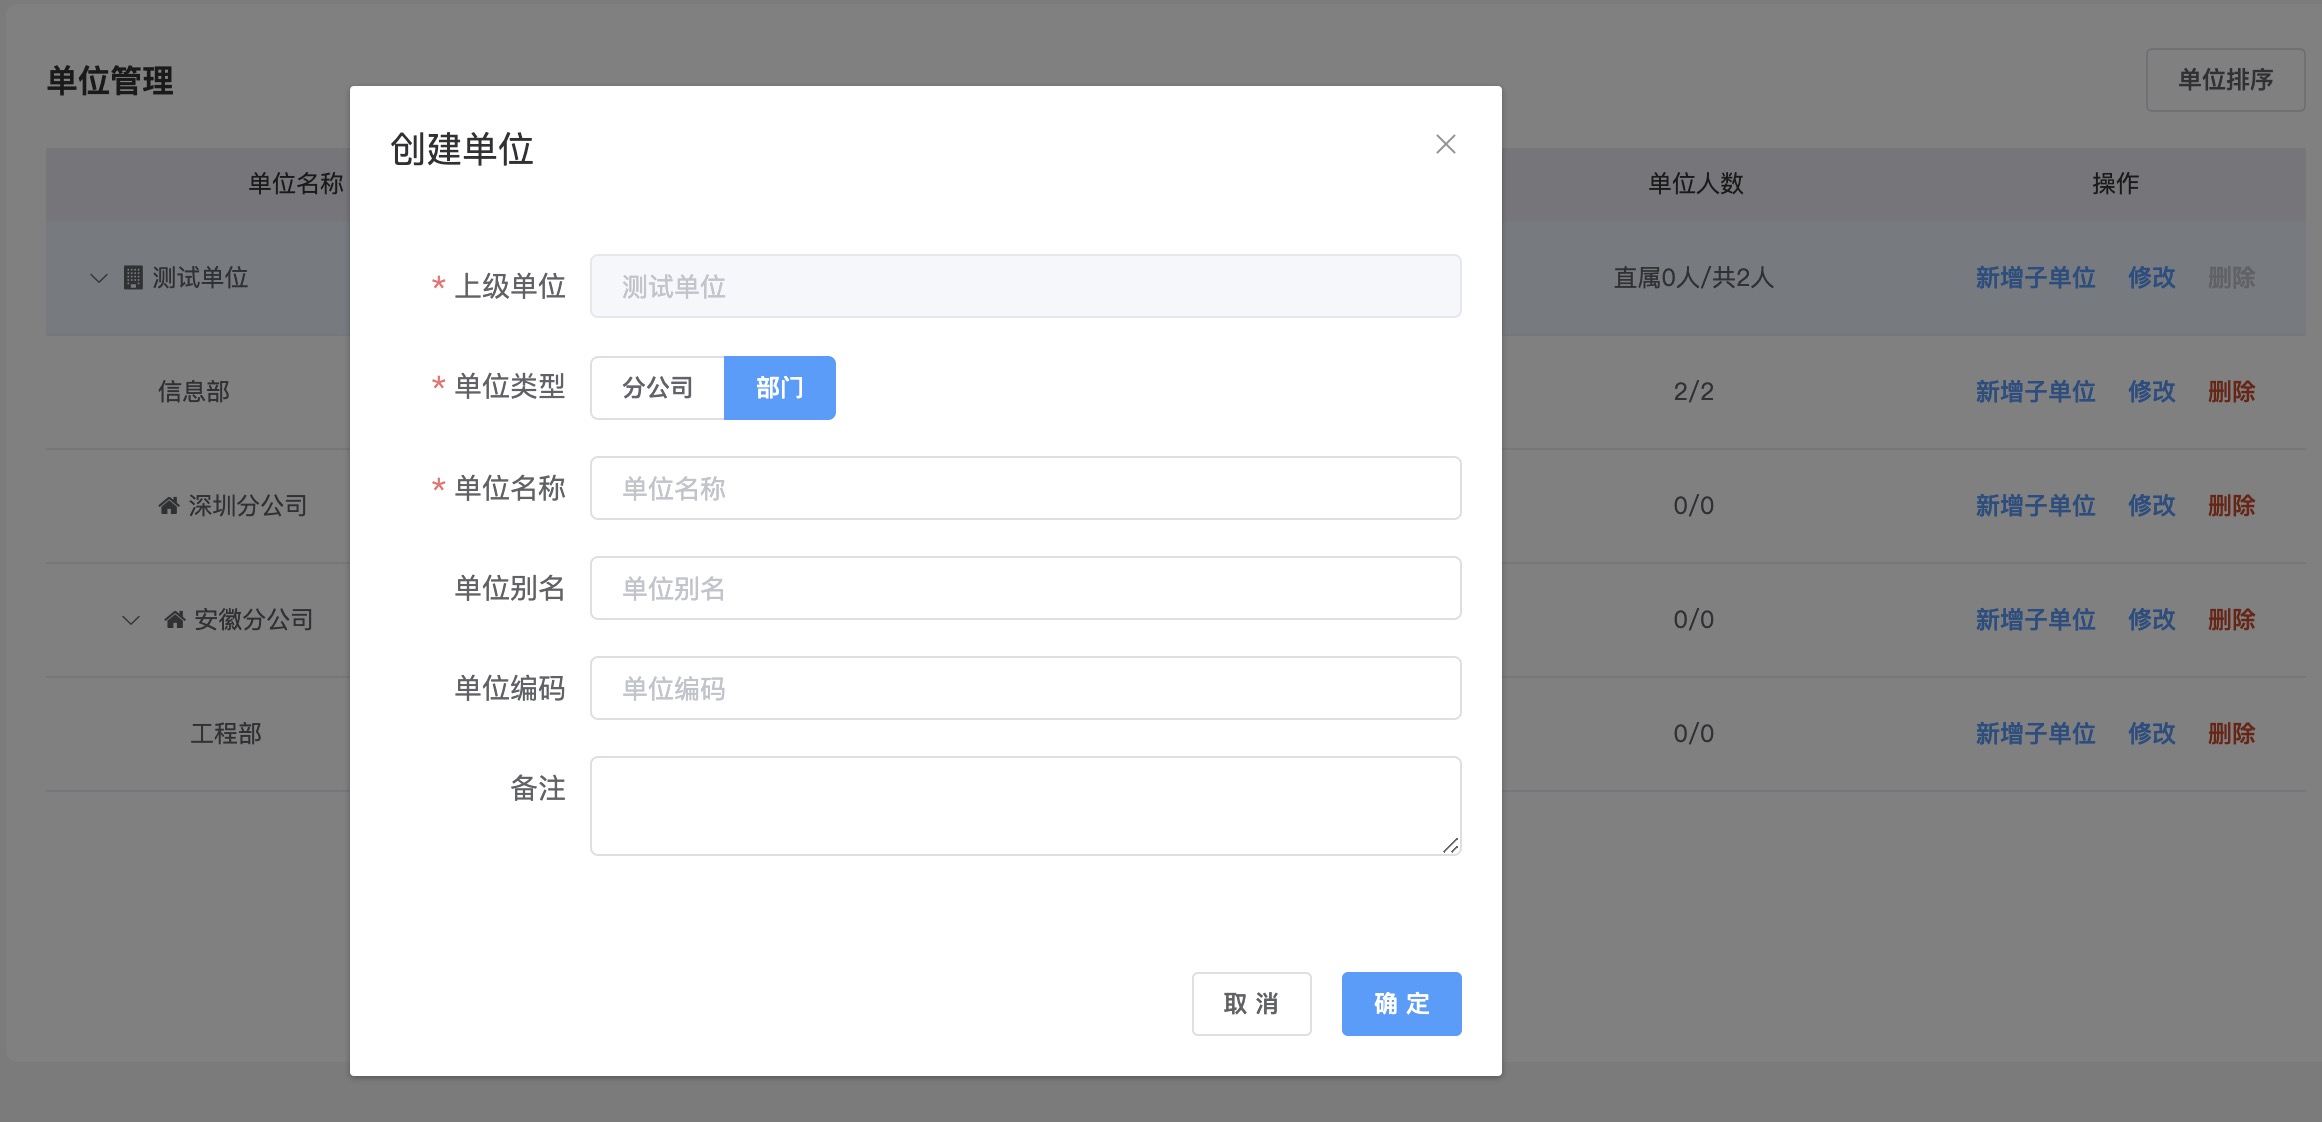 单位管理
单位排序
创建单位
单位名称
单位人数
操作
测试单位
直属0人/共2人
新增子单位 修改 删除
* 上级单位 测试单位
* 单位类型 分公司 部门
信息部
2/2
新增子单位 修改 删除
* 单位名称 单位名称
深圳分公司
0/0
新增子单位 修改 删除
单位别名 单位别名
安徽分公司
0/0
新增子单位 修改 删除
单位编码 单位编码
工程部
0/0
新增子单位 修改 删除
备注
取 消
确 定